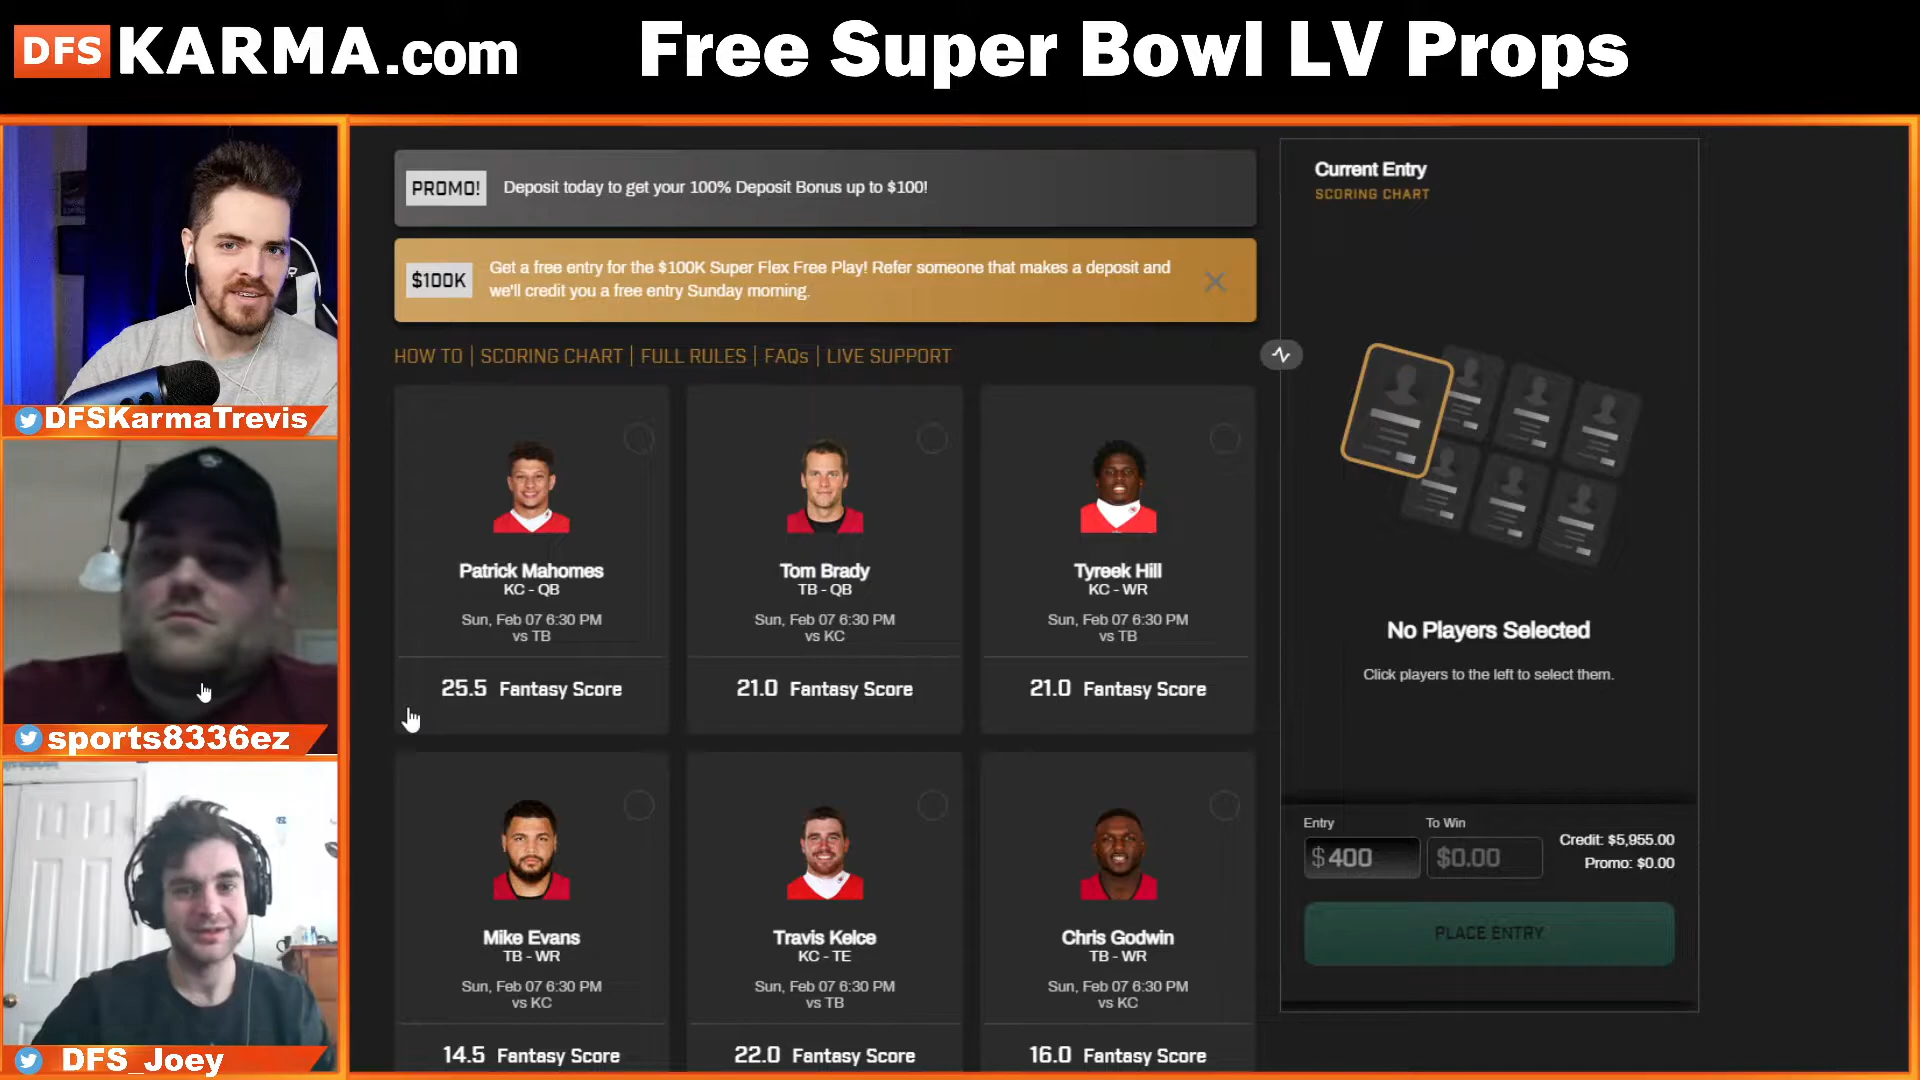 DFS KARMA.com
Free Super Bowl LV Props
DFSKarmaTrevis
sports8336ez
DFS_Joey
PROMO!
Deposit today to get your 100% Deposit Bonus up to $100!
$100K
Get a free entry for the $100K Super Flex Free Play! Refer someone that makes a deposit and
we'll credit you a free entry Sunday morning.
HOW TO | SCORING CHART | FULL RULES | FAQs | LIVE SUPPORT
Patrick Mahomes
KC - QB
Sun, Feb 07 6:30 PM
vs TB
25.5 Fantasy Score
Tom Brady
TB - QB
Sun, Feb 07 6:30 PM
vs KC
21.0 Fantasy Score
Tyreek Hill
KC - WR
Sun, Feb 07 6:30 PM
vs TB
21.0 Fantasy Score
Mike Evans
TB - WR
Sun, Feb 07 6:30 PM
vs KC
14.5 Fantasy Score
Travis Kelce
KC - TE
Sun, Feb 07 6:30 PM
vs TB
22.0 Fantasy Score
Chris Godwin
TB - WR
Sun, Feb 07 6:30 PM
vs KC
16.0 Fantasy Score
Current Entry
SCORING CHART
No Players Selected
Click players to the left to select them.
Entry
To Win
$400
$0.00
Credit: $5,955.00
Promo: $0.00
PLACE ENTRY